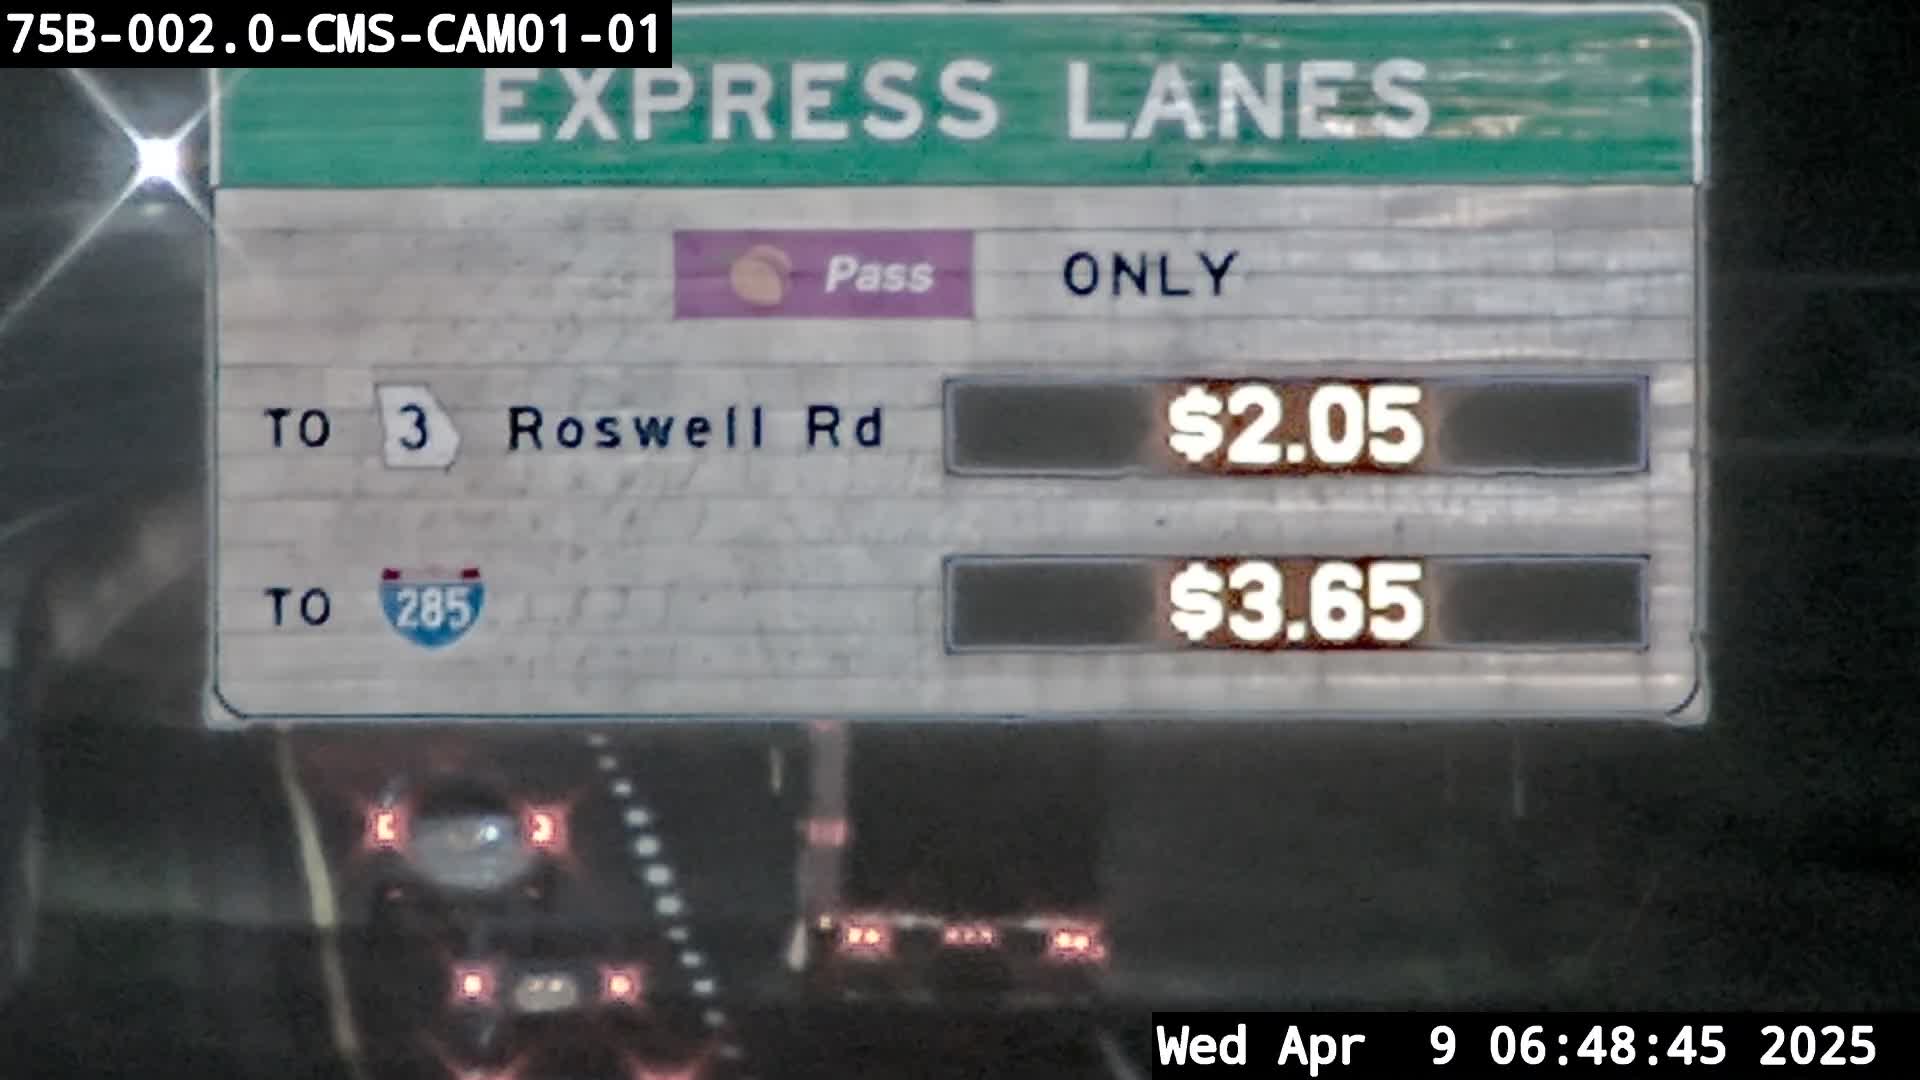 75B-002.0-CMS-CAM01-01
EXPRESS LANES
Pass ONLY
TO 3 Roswell Rd $2.05
TO 285 $3.65
Wed Apr 9 06:48:45 2025